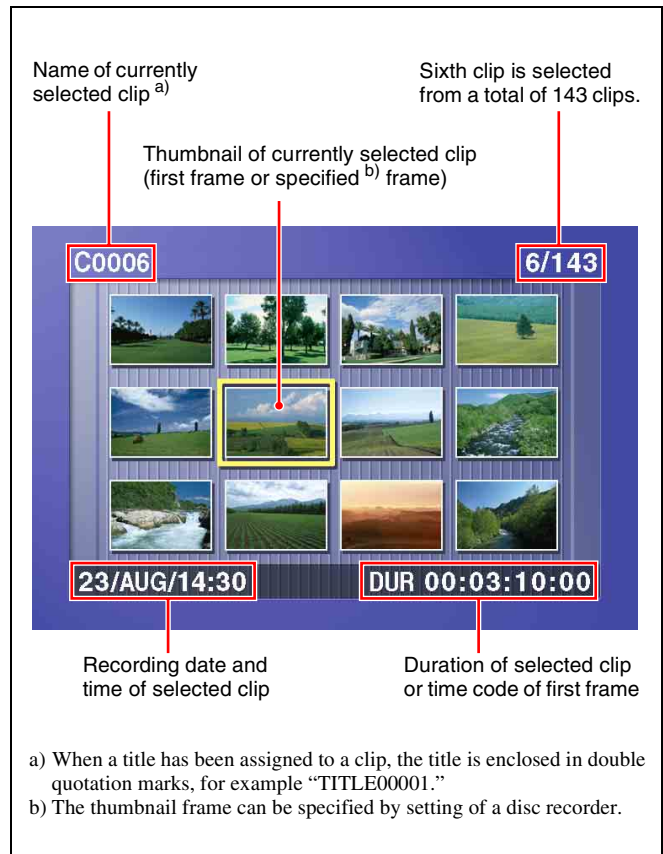 Name of currently
selected clip a)
Sixth clip is selected
from a total of 143 clips.
Thumbnail of currently selected clip
(first frame or specified b) frame)
C0006
6/143
23/AUG/14:30
DUR 00:03:10:00
Recording date and
time of selected clip
Duration of selected clip
or time code of first frame
a) When a title has been assigned to a clip, the title is enclosed in double
quotation marks, for example “TITLE00001.”
b) The thumbnail frame can be specified by setting of a disc recorder.